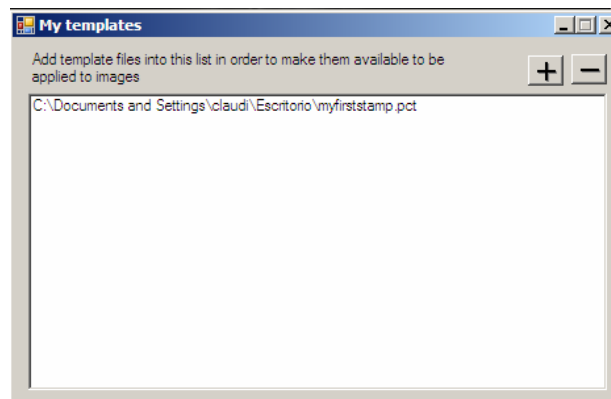 My templates
Add template files into this list in order to make them available to be
applied to images
C:\Documents and Settings\claudi\Escritorio\myfirststamp.pct